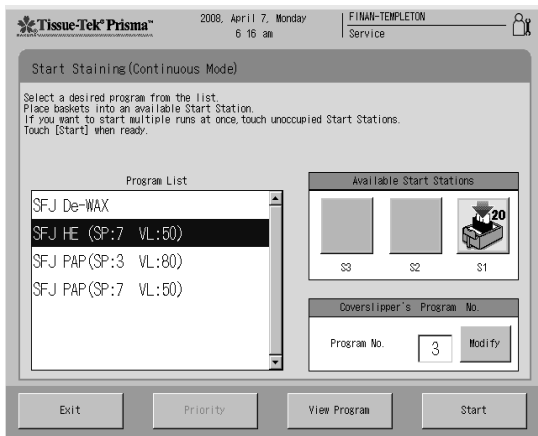 Tissue-Tek® Prisma™
2008, April 7, Monday
6 16 am
FINAN-TEMPLETON
Service
Start Staining(Continuous Mode)
Select a desired program from the list.
Place baskets into an available Start Station.
If you want to start multiple runs at once,touch unoccupied Start Stations.
Touch [Start] when ready.
Program List
SFJ De-WAX
SFJ HE (SP:7 VL:50)
SFJ PAP(SP:3 VL:80)
SFJ PAP(SP:7 VL:50)
Available Start Stations
20
S3 S2 S1
Coverslipper's Program No.
Program No. 3 Modify
Exit Priority View Program Start